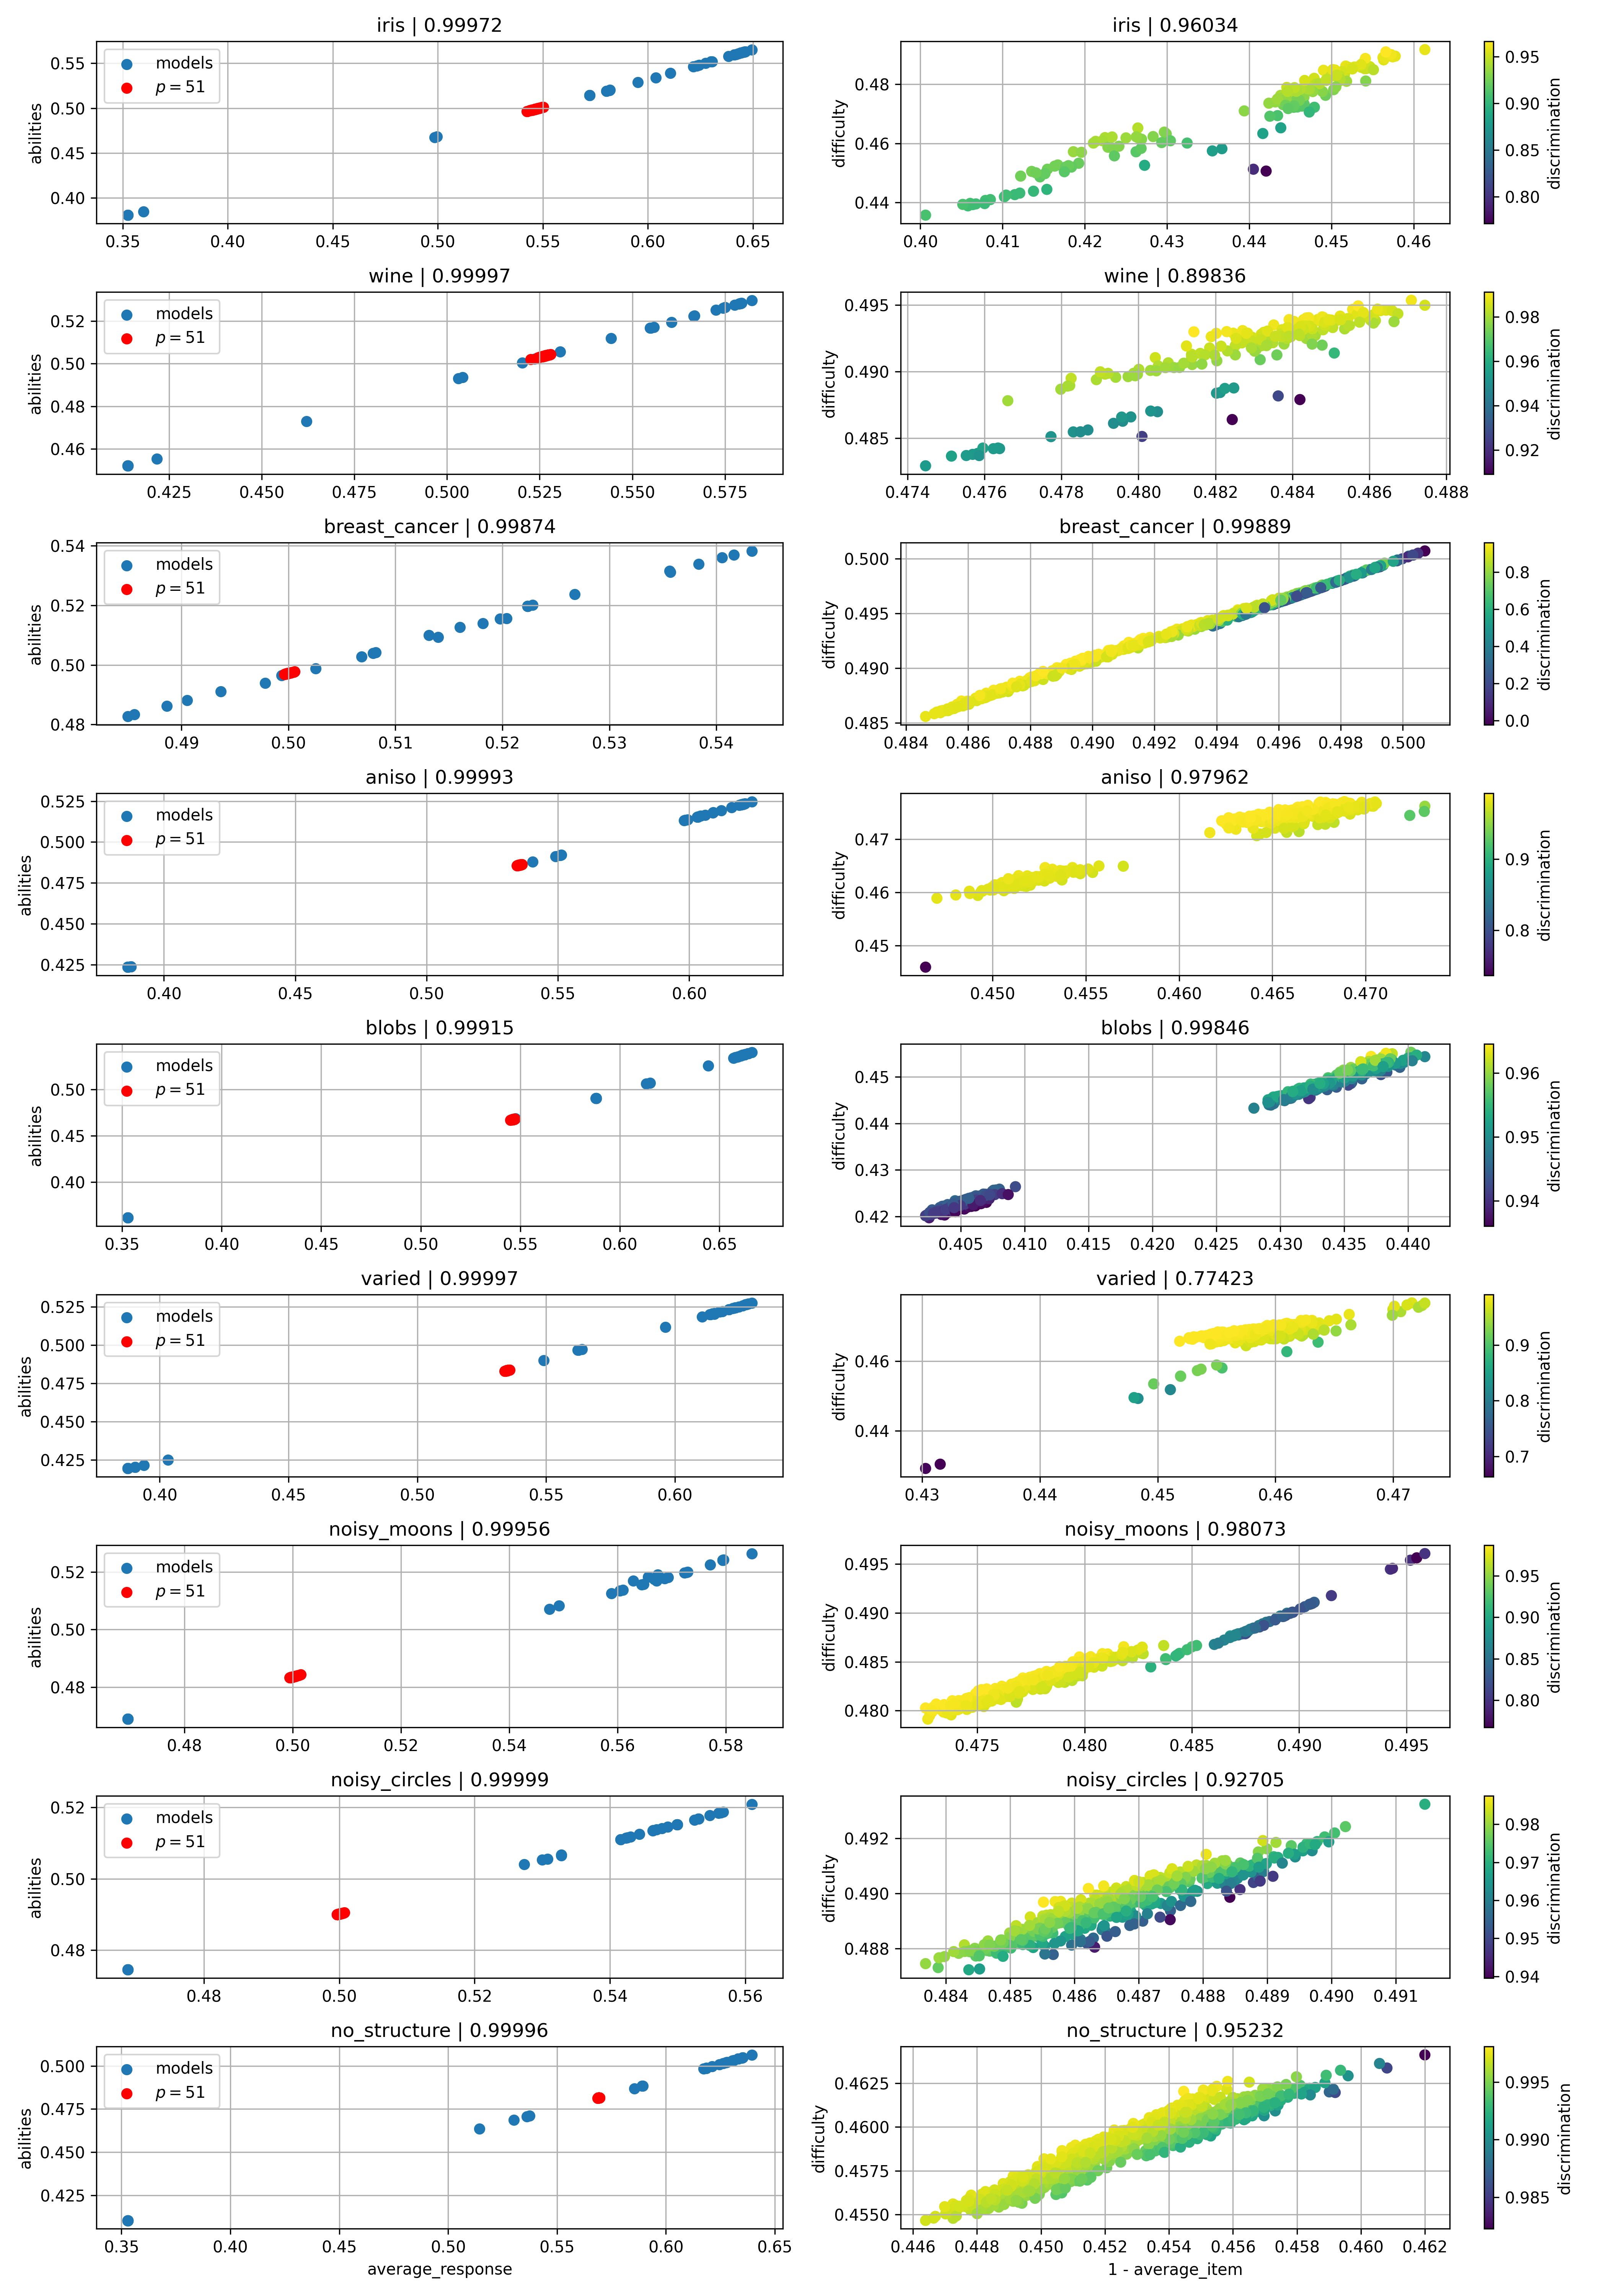 iris | 0.99972
abilities
0.55
0.50
0.45
0.40
models
p = 51
0.35 0.40 0.45 0.50 0.55 0.60 0.65
iris | 0.96034
difficulty
0.48
0.46
0.44
0.40 0.41 0.42 0.43 0.44 0.45 0.46
0.95
0.90
0.85
0.80
discrimination
wine | 0.99997
abilities
0.52
0.50
0.48
0.46
models
p = 51
0.425 0.450 0.475 0.500 0.525 0.550 0.575
wine | 0.89836
difficulty
0.495
0.490
0.485
0.474 0.476 0.478 0.480 0.482 0.484 0.486 0.488
0.98
0.96
0.94
0.92
discrimination
breast_cancer | 0.99874
abilities
0.54
0.52
0.50
0.48
models
p = 51
0.49 0.50 0.51 0.52 0.53 0.54
breast_cancer | 0.99889
difficulty
0.500
0.495
0.490
0.485
0.484 0.486 0.488 0.490 0.492 0.494 0.496 0.498 0.500
0.8
0.6
0.4
0.2
0.0
discrimination
aniso | 0.99993
abilities
0.525
0.500
0.475
0.450
0.425
models
p = 51
0.40 0.45 0.50 0.55 0.60
aniso | 0.97962
difficulty
0.47
0.46
0.45
0.450 0.455 0.460 0.465 0.470
0.9
0.8
discrimination
blobs | 0.99915
abilities
0.50
0.45
0.40
models
p = 51
0.35 0.40 0.45 0.50 0.55 0.60 0.65
blobs | 0.99846
difficulty
0.45
0.44
0.43
0.42
0.405 0.410 0.415 0.420 0.425 0.430 0.435 0.440
0.96
0.95
0.94
discrimination
varied | 0.99997
abilities
0.525
0.500
0.475
0.450
0.425
models
p = 51
0.40 0.45 0.50 0.55 0.60
varied | 0.77423
difficulty
0.46
0.44
0.43 0.44 0.45 0.46 0.47
0.9
0.8
0.7
discrimination
noisy_moons | 0.99956
abilities
0.52
0.50
0.48
models
p = 51
0.48 0.50 0.52 0.54 0.56 0.58
noisy_moons | 0.98073
difficulty
0.495
0.490
0.485
0.480
0.475 0.480 0.485 0.490 0.495
0.95
0.90
0.85
0.80
discrimination
noisy_circles | 0.99999
abilities
0.52
0.50
0.48
models
p = 51
0.48 0.50 0.52 0.54 0.56
noisy_circles | 0.92705
difficulty
0.492
0.490
0.488
0.484 0.485 0.486 0.487 0.488 0.489 0.490 0.491
0.98
0.97
0.96
0.95
0.94
discrimination
no_structure | 0.99996
abilities
0.500
0.475
0.450
0.425
models
p = 51
0.35 0.40 0.45 0.50 0.55 0.60 0.65
average_response
no_structure | 0.95232
difficulty
0.4625
0.4600
0.4575
0.4550
0.446 0.448 0.450 0.452 0.454 0.456 0.458 0.460 0.462
1 - average_item
0.995
0.990
0.985
discrimination